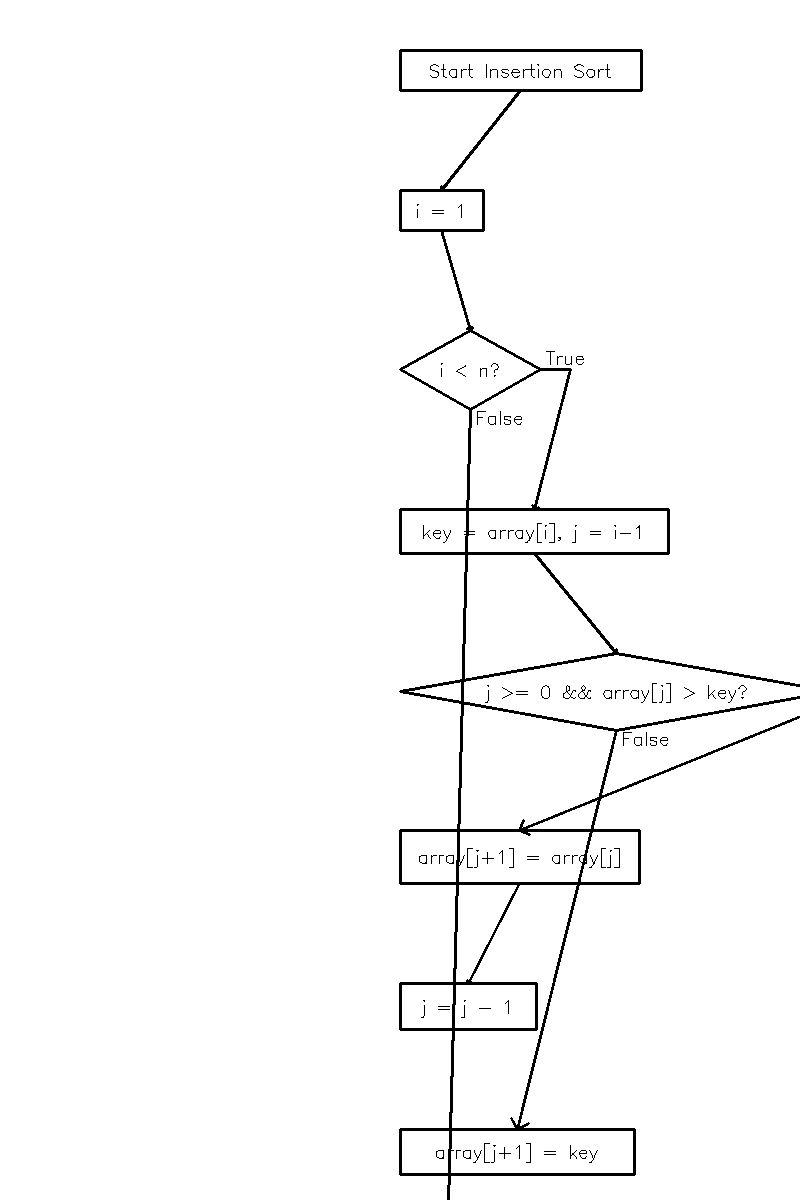 Start Insertion Sort
i = 1
i < n?
True
False
key = array[i], j = i-1
j >= 0 && array[j] > key?
False
array[j+1] = array[j]
j = j - 1
array[j+1] = key